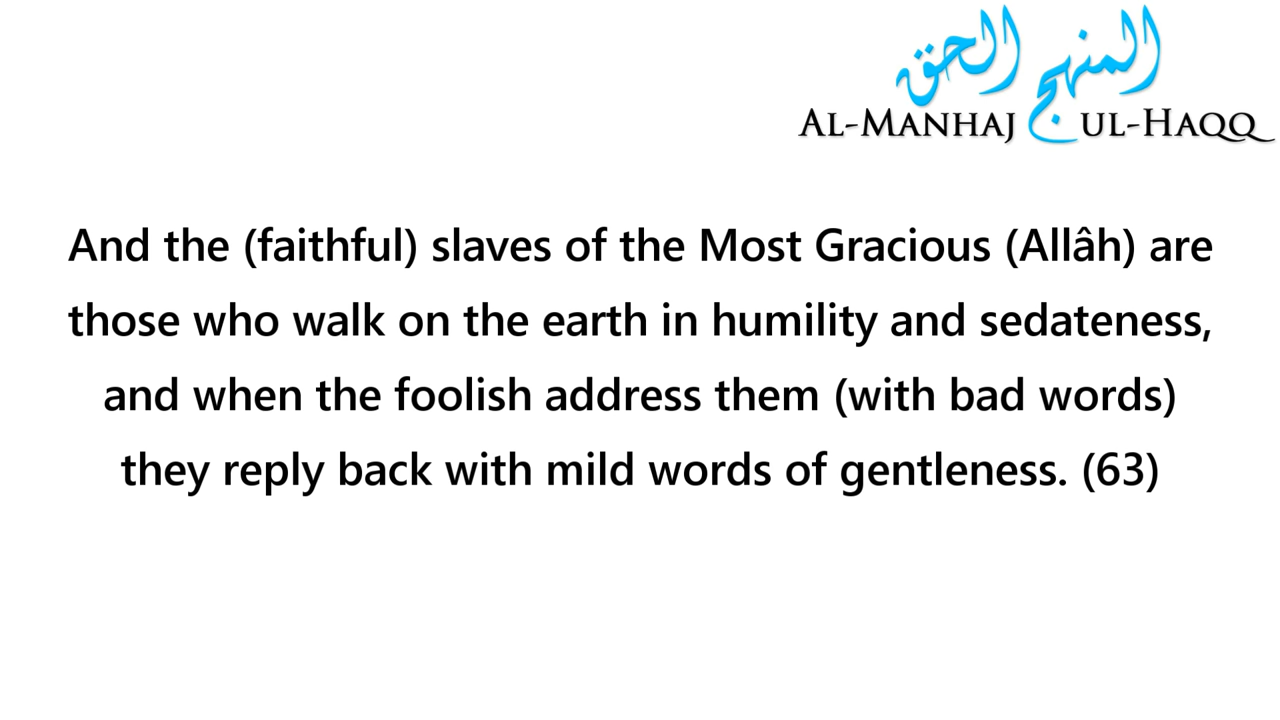 المنهج الحق
AL-MANHAJ UL-HAQQ
And the (faithful) slaves of the Most Gracious (Allâh) are
those who walk on the earth in humility and sedateness,
and when the foolish address them (with bad words)
they reply back with mild words of gentleness. (63)